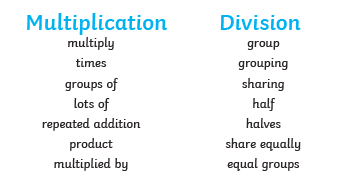 Multiplication Division
multiply group
times grouping
groups of sharing
lots of half
repeated addition halves
product share equally
multiplied by equal groups